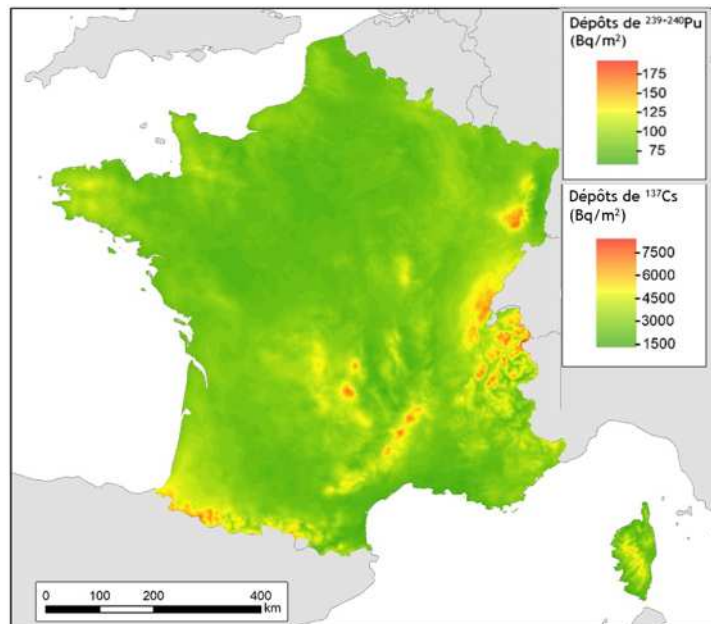 Dépôts de ²³⁹⁺²⁴⁰Pu
(Bq/m²)
175
150
125
100
75
Dépôts de ¹³⁷Cs
(Bq/m²)
7500
6000
4500
3000
1500
0 100 200 400
km